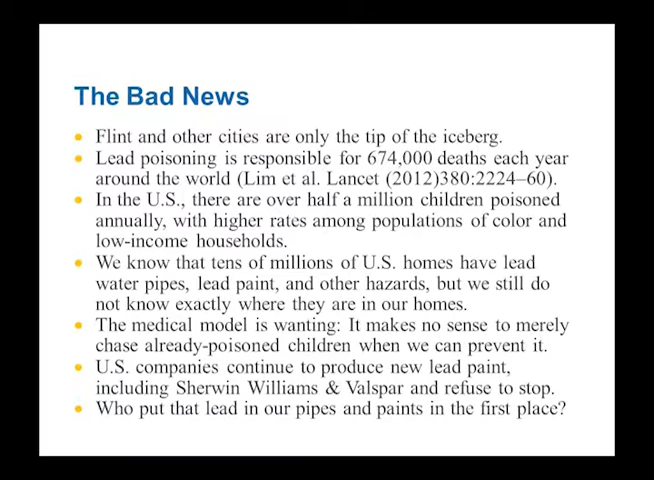 The Bad News
• Flint and other cities are only the tip of the iceberg.
• Lead poisoning is responsible for 674,000 deaths each year
around the world (Lim et al. Lancet (2012)380:2224–60).
• In the U.S., there are over half a million children poisoned
annually, with higher rates among populations of color and
low-income households.
• We know that tens of millions of U.S. homes have lead
water pipes, lead paint, and other hazards, but we still do
not know exactly where they are in our homes.
• The medical model is wanting: It makes no sense to merely
chase already-poisoned children when we can prevent it.
• U.S. companies continue to produce new lead paint,
including Sherwin Williams & Valspar and refuse to stop.
• Who put that lead in our pipes and paints in the first place?